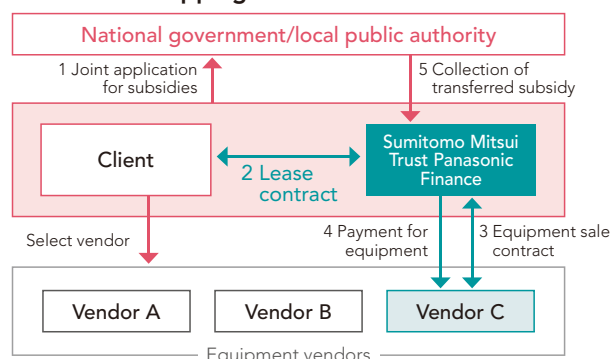 National government/local public authority
1 Joint application
for subsidies
5 Collection of
transferred subsidy
Client
2 Lease
contract
Sumitomo Mitsui
Trust Panasonic
Finance
Select vendor
4 Payment for
equipment
3 Equipment sale
contract
Vendor A
Vendor B
Vendor C
Equipment vendors